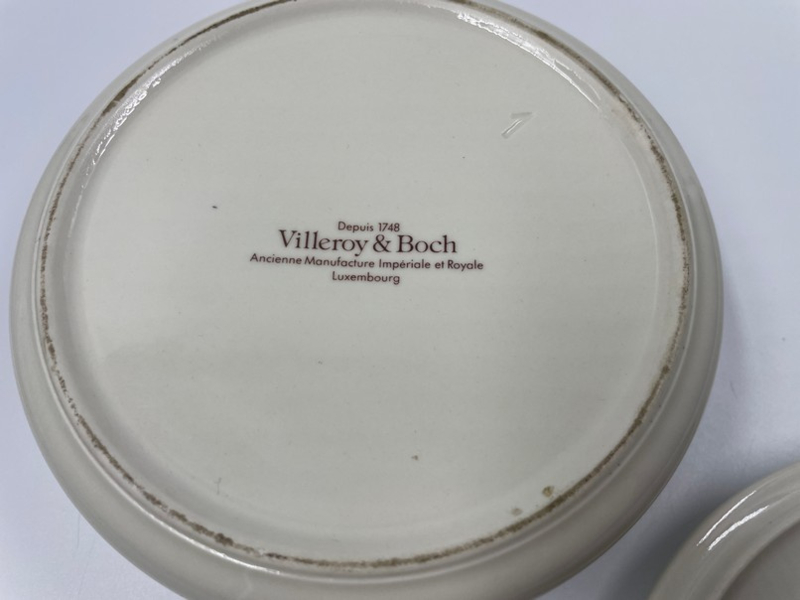 Depuis 1748
Villeroy & Boch
Ancienne Manufacture Impériale et Royale
Luxembourg